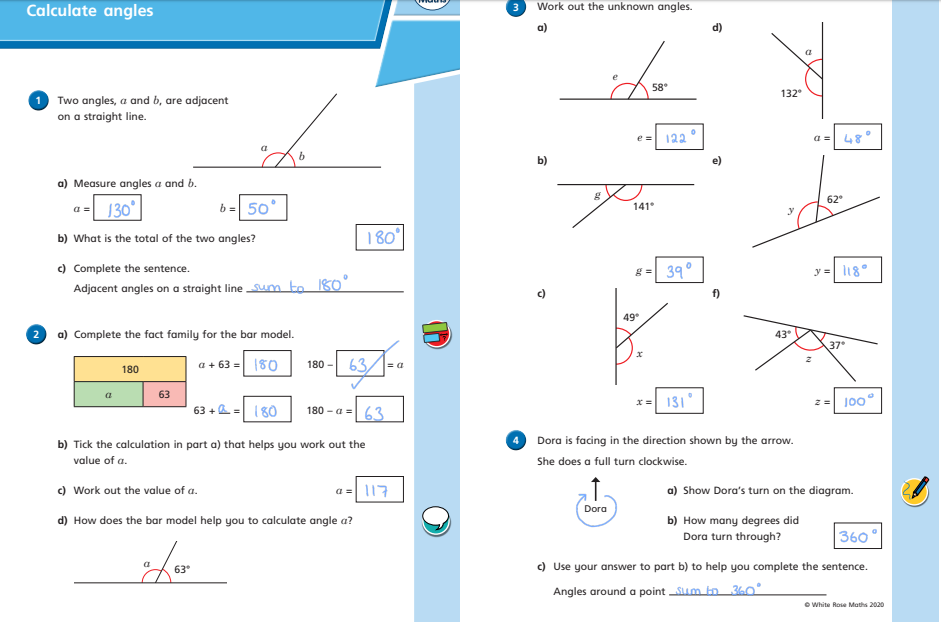 Calculate angles
Maths
1 Two angles, a and b, are adjacent
on a straight line.
a
b
a) Measure angles a and b.
a = 130° b = 50°
b) What is the total of the two angles? 180°
c) Complete the sentence.
Adjacent angles on a straight line sum to 180°
2 a) Complete the fact family for the bar model.
180
a 63
a + 63 = 180 180 – 63 = a
63 + a = 180 180 – a = 63
b) Tick the calculation in part a) that helps you work out the
value of a.
c) Work out the value of a. a = 117
d) How does the bar model help you to calculate angle a?
a 63°
3 Work out the unknown angles.
a) d)
e 58°
a
132°
e = 122° a = 48°
b) e)
g 141°
y 62°
g = 39° y = 118°
c) f)
49°
x
43° 37°
z
x = 131° z = 100°
4 Dora is facing in the direction shown by the arrow.
She does a full turn clockwise.
Dora
a) Show Dora's turn on the diagram.
b) How many degrees did
Dora turn through? 360°
c) Use your answer to part b) to help you complete the sentence.
Angles around a point sum to 360°
© White Rose Maths 2020